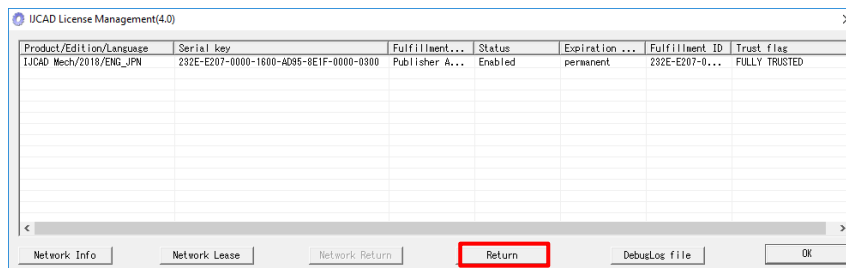 IJCAD License Management(4.0)
Product/Edition/Language Serial key Fulfillment... Status Expiration ... Fulfillment ID Trust flag
IJCAD Mech/2018/ENG_JPN 232E-E207-0000-1600-AD95-8E1F-0000-0300 Publisher A... Enabled permanent 232E-E207-0... FULLY TRUSTED
Network Info Network Lease Network Return Return DebugLog file OK